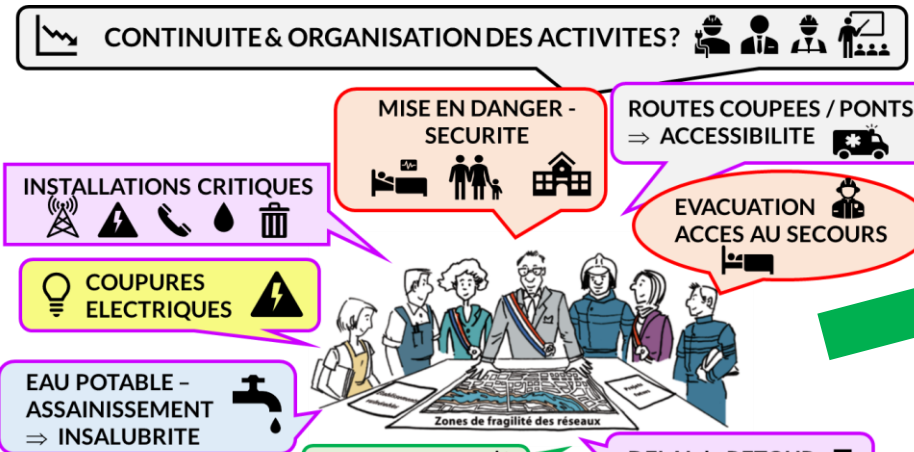 CONTINUITE & ORGANISATION DES ACTIVITES ?
MISE EN DANGER -
SECURITE
ROUTES COUPEES / PONTS
⇒ ACCESSIBILITE
INSTALLATIONS CRITIQUES
EVACUATION
ACCES AU SECOURS
COUPURES
ELECTRIQUES
EAU POTABLE –
ASSAINISSEMENT
⇒ INSALUBRITE
Zones de fragilité des réseaux